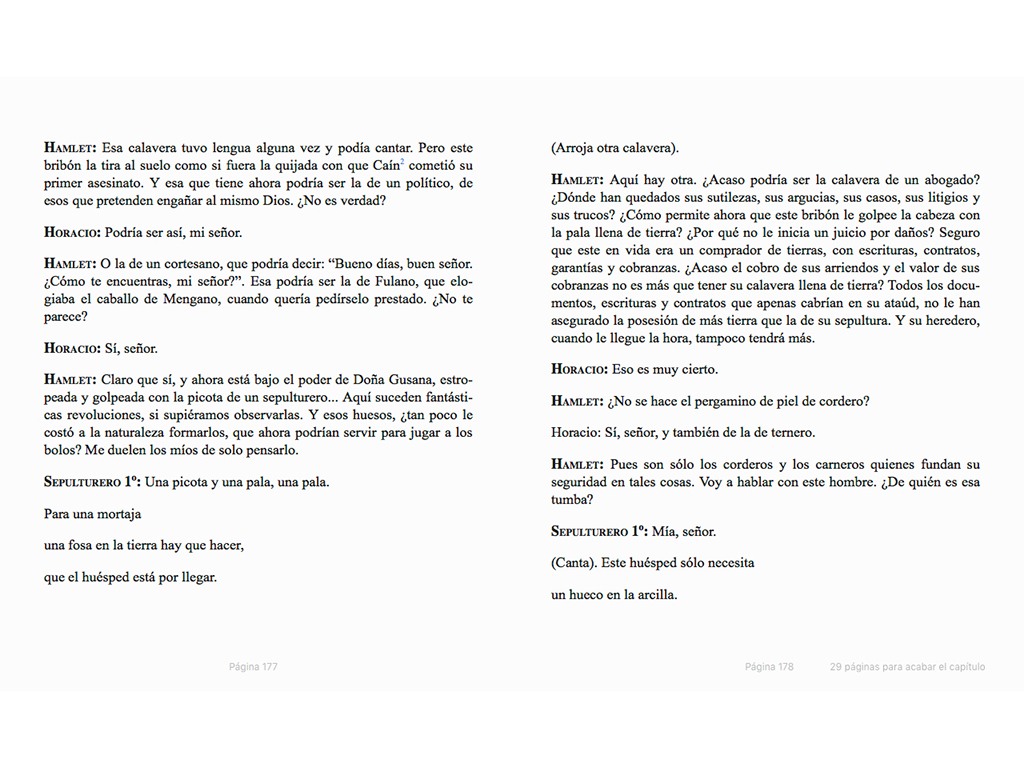 HAMLET: Esa calavera tuvo lengua alguna vez y podía cantar. Pero este
bribón la tira al suelo como si fuera la quijada con que Caín² cometió su
primer asesinato. Y esa que tiene ahora podría ser la de un político, de
esos que pretenden engañar al mismo Dios. ¿No es verdad?
HORACIO: Podría ser así, mi señor.
HAMLET: O la de un cortesano, que podría decir: “Bueno días, buen señor.
¿Cómo te encuentras, mi señor?”. Esa podría ser la de Fulano, que elo-
giaba el caballo de Mengano, cuando quería pedírselo prestado. ¿No te
parece?
HORACIO: Sí, señor.
HAMLET: Claro que sí, y ahora está bajo el poder de Doña Gusana, estro-
peada y golpeada con la picota de un sepulturero... Aquí suceden fantásti-
cas revoluciones, si supiéramos observarlas. Y esos huesos, ¿tan poco le
costó a la naturaleza formarlos, que ahora podrían servir para jugar a los
bolos? Me duelen los míos de solo pensarlo.
SEPULTURERO 1º: Una picota y una pala, una pala.
Para una mortaja
una fosa en la tierra hay que hacer,
que el huésped está por llegar.
Página 177
(Arroja otra calavera).
HAMLET: Aquí hay otra. ¿Acaso podría ser la calavera de un abogado?
¿Dónde han quedados sus sutilezas, sus argucias, sus casos, sus litigios y
sus trucos? ¿Cómo permite ahora que este bribón le golpee la cabeza con
la pala llena de tierra? ¿Por qué no le inicia un juicio por daños? Seguro
que este en vida era un comprador de tierras, con escrituras, contratos,
garantías y cobranzas. ¿Acaso el cobro de sus arriendos y el valor de sus
cobranzas no es más que tener su calavera llena de tierra? Todos los docu-
mentos, escrituras y contratos que apenas cabrían en su ataúd, no le han
asegurado la posesión de más tierra que la de su sepultura. Y su heredero,
cuando le llegue la hora, tampoco tendrá más.
HORACIO: Eso es muy cierto.
HAMLET: ¿No se hace el pergamino de piel de cordero?
Horacio: Sí, señor, y también de la de ternero.
HAMLET: Pues son sólo los corderos y los carneros quienes fundan su
seguridad en tales cosas. Voy a hablar con este hombre. ¿De quién es esa
tumba?
SEPULTURERO 1º: Mía, señor.
(Canta). Este huésped sólo necesita
un hueco en la arcilla.
Página 178
29 páginas para acabar el capítulo